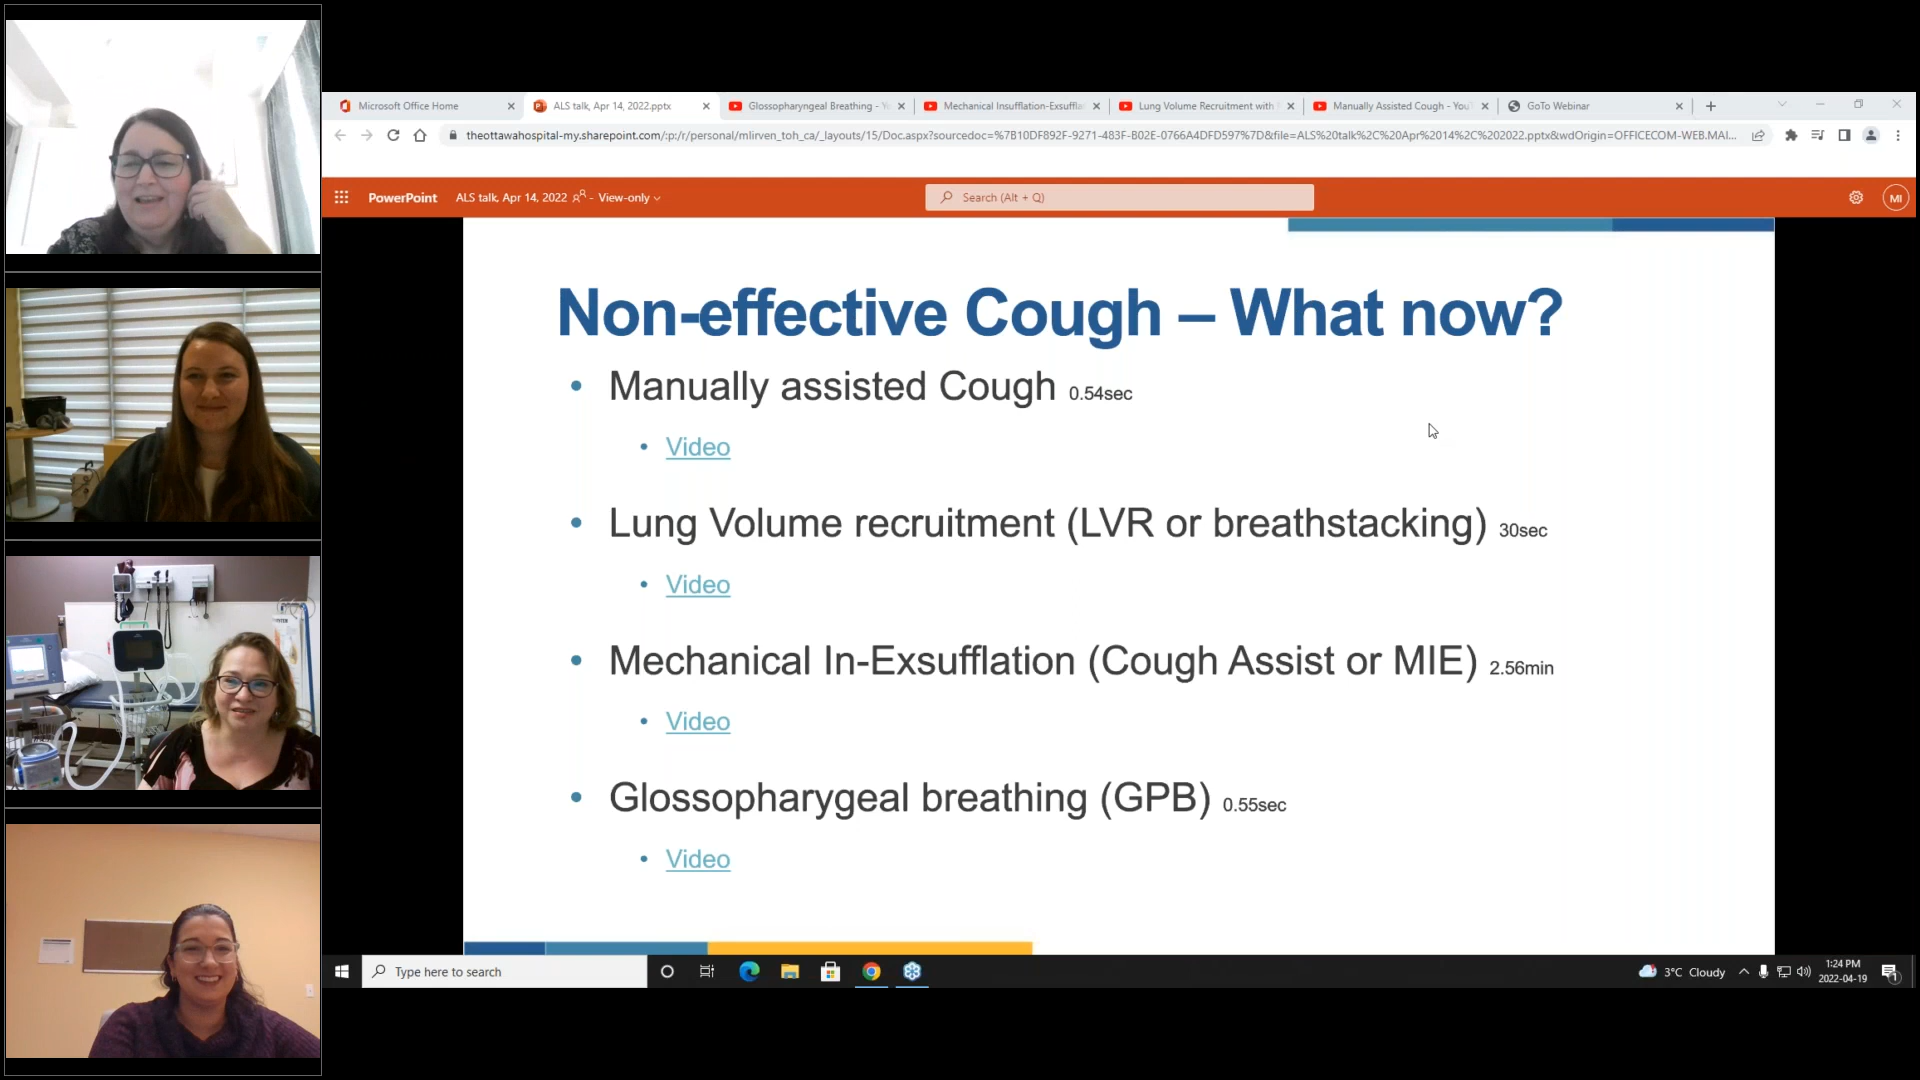 Microsoft Office Home
ALS talk, Apr 14, 2022.pptx
Glossopharyngeal Breathing - Y
Mechanical Insufflation-Exsuffla
Lung Volume Recruitment with
Manually Assisted Cough - You
GoTo Webinar
theottawahospital-my.sharepoint.com/:p:/r/personal/mlirven_toh_ca/_layouts/15/Doc.aspx?sourcedoc=%7B10DF892F-9271-483F-B02E-0766A4DFD597%7D&file=ALS%20talk%2C%20Apr%2014%2C%202022.pptx&wdOrigin=OFFICECOM-WEB.MAI...
PowerPoint
ALS talk, Apr 14, 2022 - View-only
Search (Alt + Q)
MI
Non-effective Cough – What now?
• Manually assisted Cough 0.54sec
• Video
• Lung Volume recruitment (LVR or breathstacking) 30sec
• Video
• Mechanical In-Exsufflation (Cough Assist or MIE) 2.56min
• Video
• Glossopharygeal breathing (GPB) 0.55sec
• Video
Type here to search
3°C Cloudy
1:24 PM
2022-04-19
1